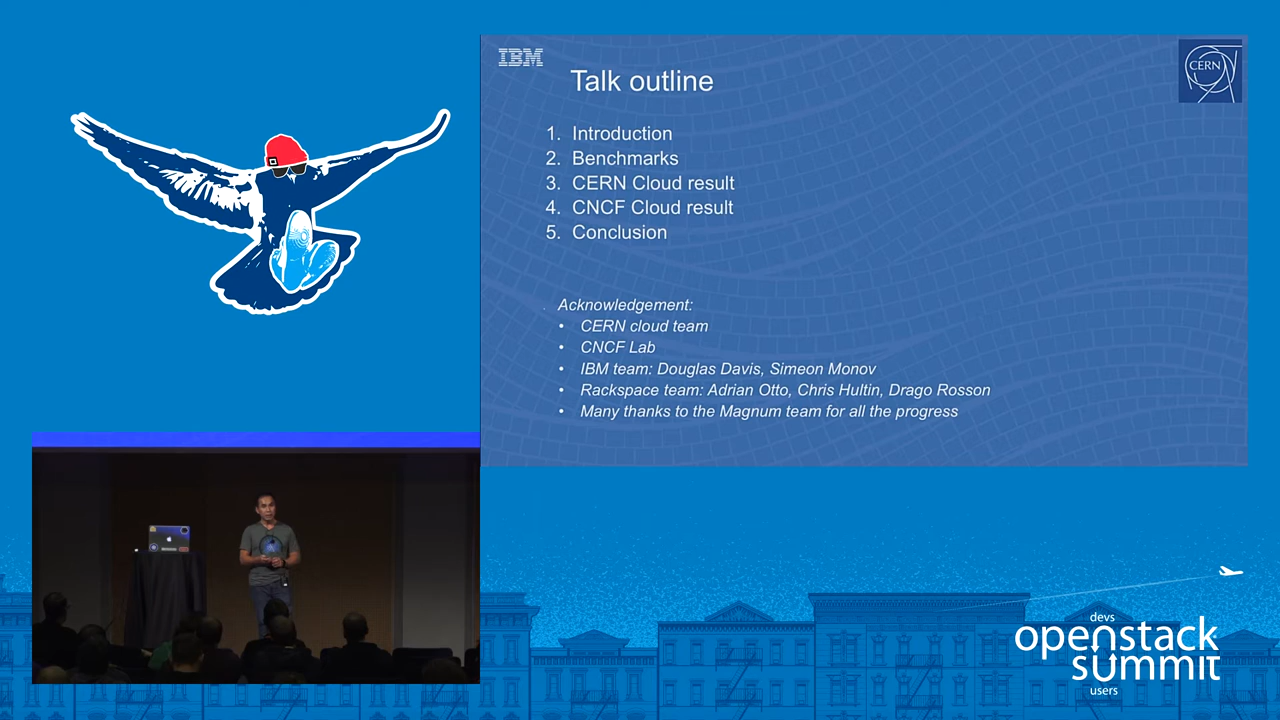 IBM
CERN
Talk outline
1. Introduction
2. Benchmarks
3. CERN Cloud result
4. CNCF Cloud result
5. Conclusion
Acknowledgement:
• CERN cloud team
• CNCF Lab
• IBM team: Douglas Davis, Simeon Monov
• Rackspace team: Adrian Otto, Chris Hultin, Drago Rosson
• Many thanks to the Magnum team for all the progress
devs
openstack
summit
users